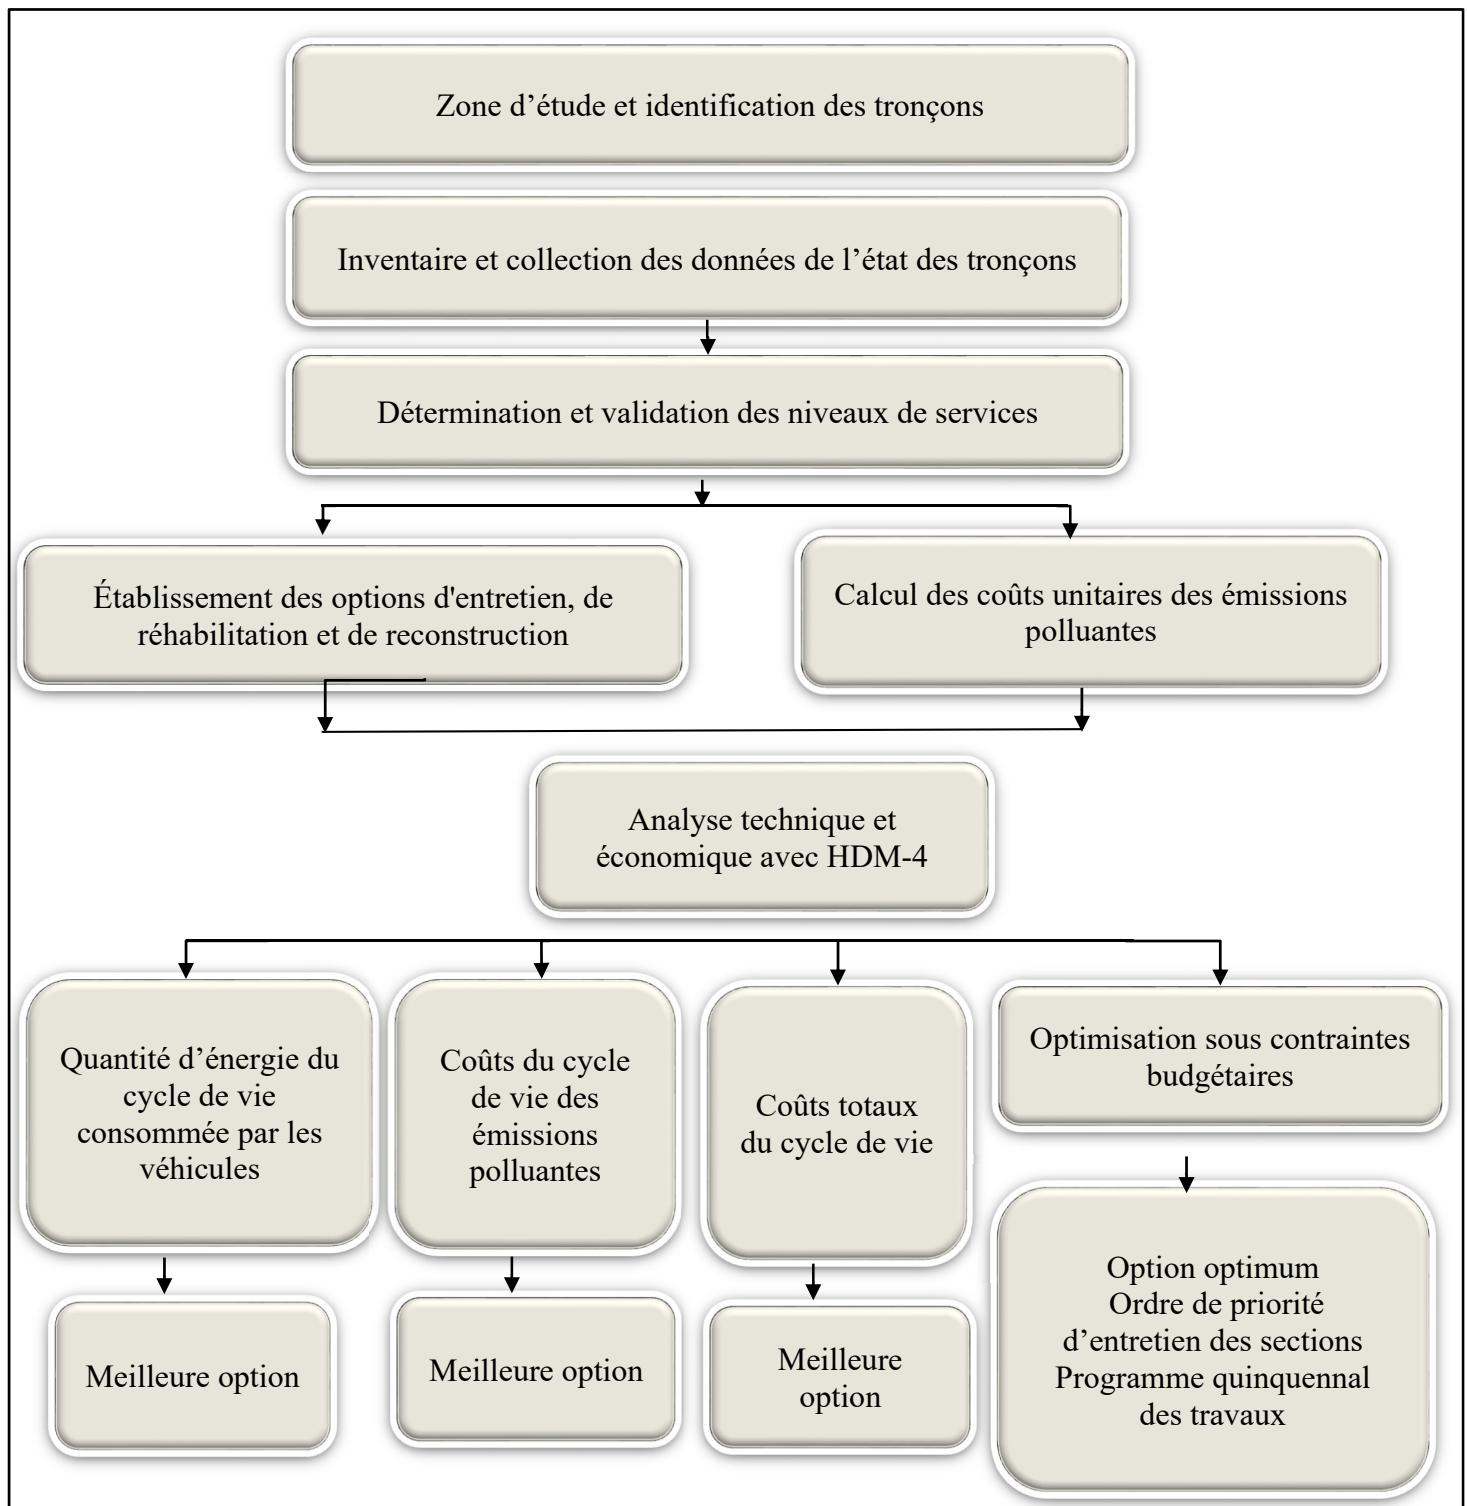 Zone d’étude et identification des tronçons
Inventaire et collection des données de l’état des tronçons
Détermination et validation des niveaux de services
Établissement des options d'entretien, de
réhabilitation et de reconstruction
Calcul des coûts unitaires des émissions
polluantes
Analyse technique et
économique avec HDM-4
Quantité d’énergie du
cycle de vie
consommée par les
véhicules
Coûts du cycle
de vie des
émissions
polluantes
Coûts totaux
du cycle de vie
Optimisation sous contraintes
budgétaires
Meilleure option
Meilleure option
Meilleure
option
Option optimum
Ordre de priorité
d’entretien des sections
Programme quinquennal
des travaux